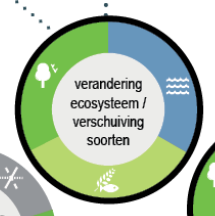 verandering
ecosysteem /
verschuiving
soorten